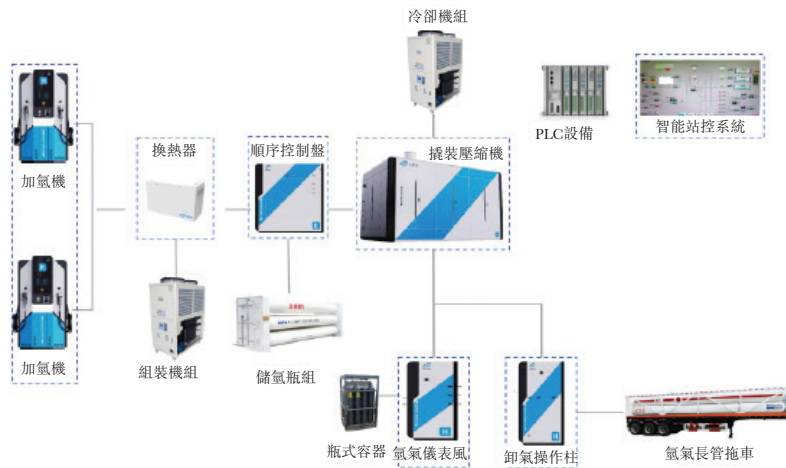 冷卻機組
PLC設備
智能站控系統
加氫機
換熱器
順序控制盤
撬裝壓縮機
加氫機
組裝機組
儲氫瓶組
瓶式容器
氫氣儀表風
卸氣操作柱
氫氣長管拖車